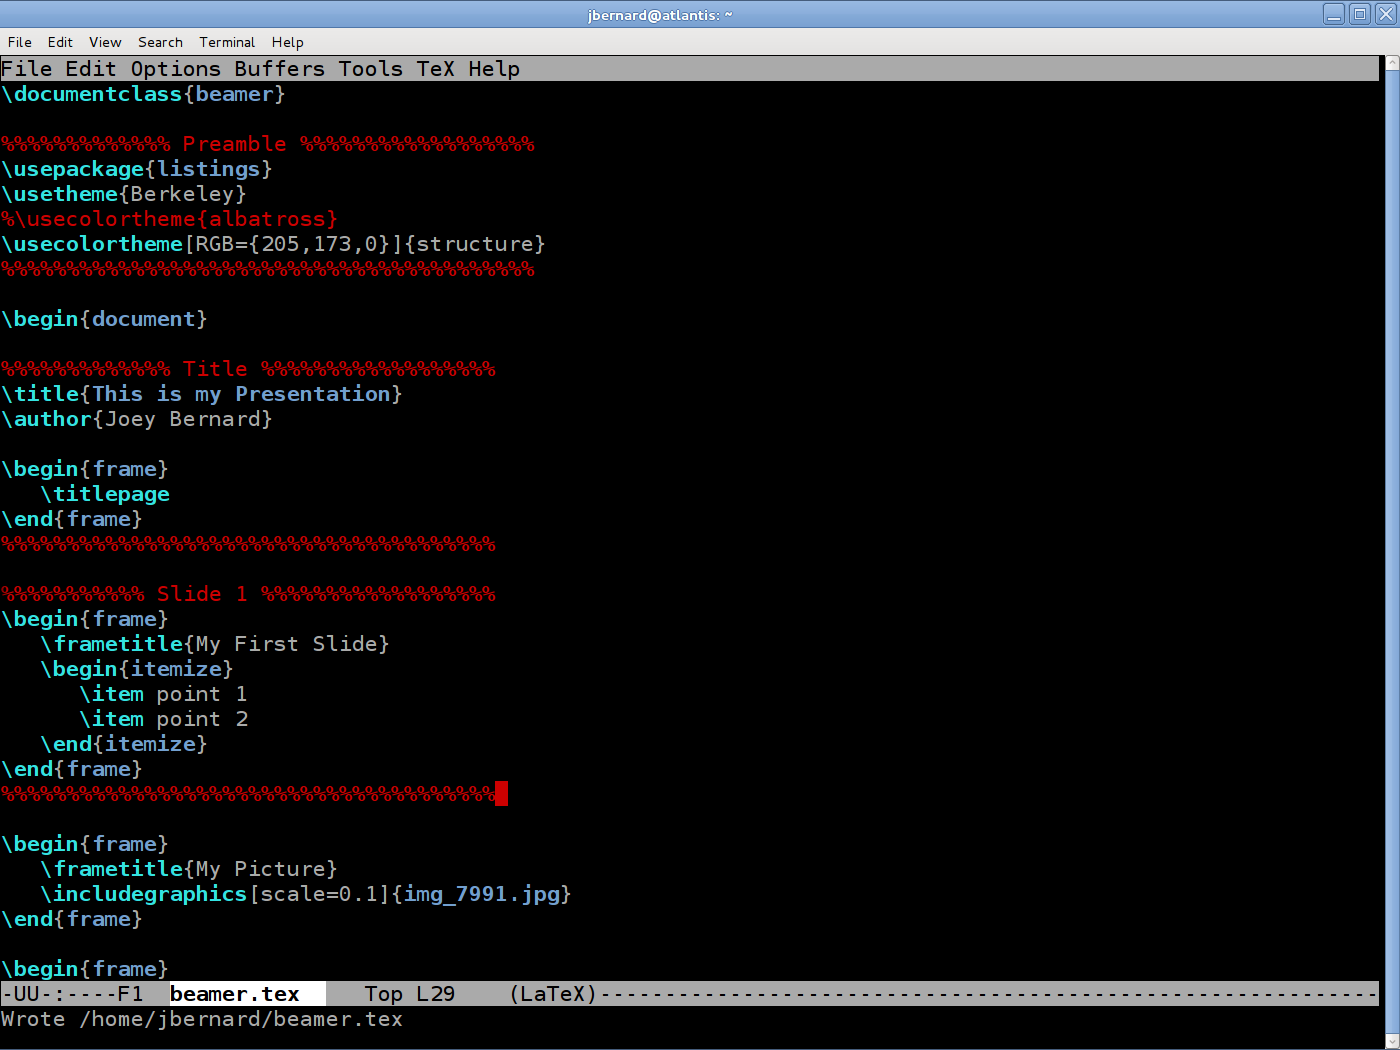 jbernard@atlantis: ~
File Edit View Search Terminal Help
File Edit Options Buffers Tools TeX Help
\documentclass{beamer}
%%%%%%%%%%%%% Preamble %%%%%%%%%%%%%%%%%%
\usepackage{listings}
\usetheme{Berkeley}
%\usecolortheme{albatross}
\usecolortheme[RGB={205,173,0}]{structure}
%%%%%%%%%%%%%%%%%%%%%%%%%%%%%%%%%%%%%%%%%
\begin{document}
%%%%%%%%%%%%% Title %%%%%%%%%%%%%%%%%%
\title{This is my Presentation}
\author{Joey Bernard}
\begin{frame}
   \titlepage
\end{frame}
%%%%%%%%%%%%%%%%%%%%%%%%%%%%%%%%%%%%%%
%%%%%%%%%%% Slide 1 %%%%%%%%%%%%%%%%%%
\begin{frame}
   \frametitle{My First Slide}
   \begin{itemize}
      \item point 1
      \item point 2
   \end{itemize}
\end{frame}
%%%%%%%%%%%%%%%%%%%%%%%%%%%%%%%%%%%%%%
\begin{frame}
   \frametitle{My Picture}
   \includegraphics[scale=0.1]{img_7991.jpg}
\end{frame}
\begin{frame}
-UU-:----F1  beamer.tex     Top L29    (LaTeX)------------------------------------------------------------
Wrote /home/jbernard/beamer.tex